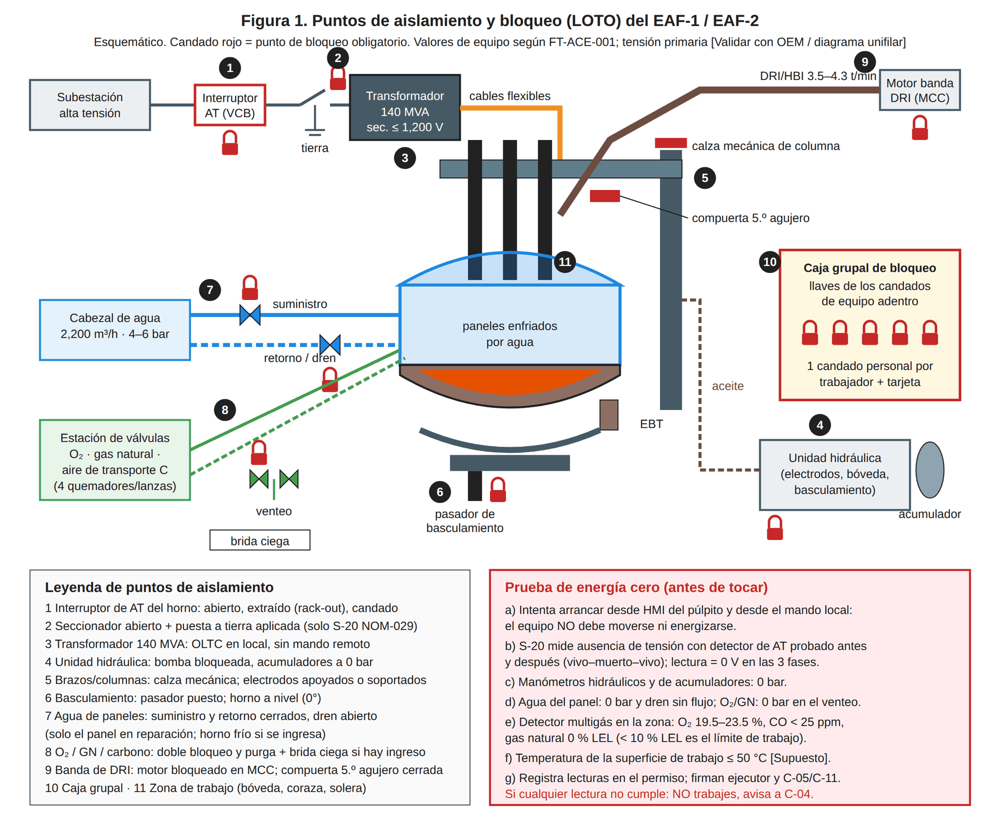 Figura 1. Puntos de aislamiento y bloqueo (LOTO) del EAF-1 / EAF-2
Esquemático. Candado rojo = punto de bloqueo obligatorio. Valores de equipo según FT-ACE-001; tensión primaria [Validar con OEM / diagrama unifilar]
1
2
9
DRI/HBI 3.5–4.3 t/min
Subestación
alta tensión
Interruptor
AT (VCB)
tierra
Transformador
140 MVA
sec. ≤ 1,200 V
cables flexibles
Motor banda
DRI (MCC)
3
calza mecánica de columna
5
compuerta 5.º agujero
11
10
Caja grupal de bloqueo
llaves de los candados
de equipo adentro
1 candado personal por
trabajador + tarjeta
7
Cabezal de agua
2,200 m³/h · 4–6 bar
suministro
retorno / dren
paneles enfriados
por agua
aceite
8
Estación de válvulas
O₂ · gas natural ·
aire de transporte C
(4 quemadores/lanzas)
venteo
brida ciega
EBT
6
pasador de
basculamiento
4
Unidad hidráulica
(electrodos, bóveda,
basculamiento)
acumulador
Leyenda de puntos de aislamiento
1 Interruptor de AT del horno: abierto, extraído (rack-out), candado
2 Seccionador abierto + puesta a tierra aplicada (solo S-20 NOM-029)
3 Transformador 140 MVA: OLTC en local, sin mando remoto
4 Unidad hidráulica: bomba bloqueada, acumuladores a 0 bar
5 Brazos/columnas: calza mecánica; electrodos apoyados o soportados
6 Basculamiento: pasador puesto; horno a nivel (0°)
7 Agua de paneles: suministro y retorno cerrados, dren abierto
(solo el panel en reparación; horno frío si se ingresa)
8 O₂ / GN / carbono: doble bloqueo y purga + brida ciega si hay ingreso
9 Banda de DRI: motor bloqueado en MCC; compuerta 5.º agujero cerrada
10 Caja grupal · 11 Zona de trabajo (bóveda, coraza, solera)
Prueba de energía cero (antes de tocar)
a) Intenta arrancar desde HMI del púlpito y desde el mando local:
el equipo NO debe moverse ni energizarse.
b) S-20 mide ausencia de tensión con detector de AT probado antes
y después (vivo–muerto–vivo); lectura = 0 V en las 3 fases.
c) Manómetros hidráulicos y de acumuladores: 0 bar.
d) Agua del panel: 0 bar y dren sin flujo; O₂/GN: 0 bar en el venteo.
e) Detector multigás en la zona: O₂ 19.5–23.5 %, CO < 25 ppm,
gas natural 0 % LEL (< 10 % LEL es el límite de trabajo).
f) Temperatura de la superficie de trabajo ≤ 50 °C [Supuesto].
g) Registra lecturas en el permiso; firman ejecutor y C-05/C-11.
Si cualquier lectura no cumple: NO trabajes, avisa a C-04.